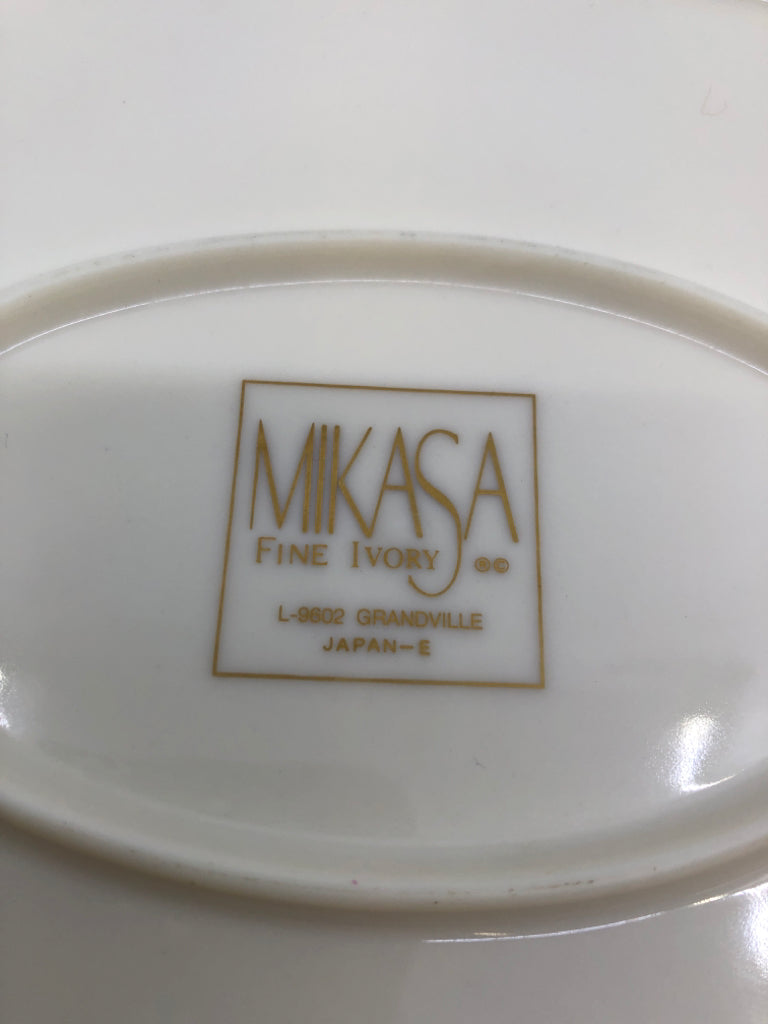 MIKASA
FINE IVORY ®©
L-9602 GRANDVILLE
JAPAN-E